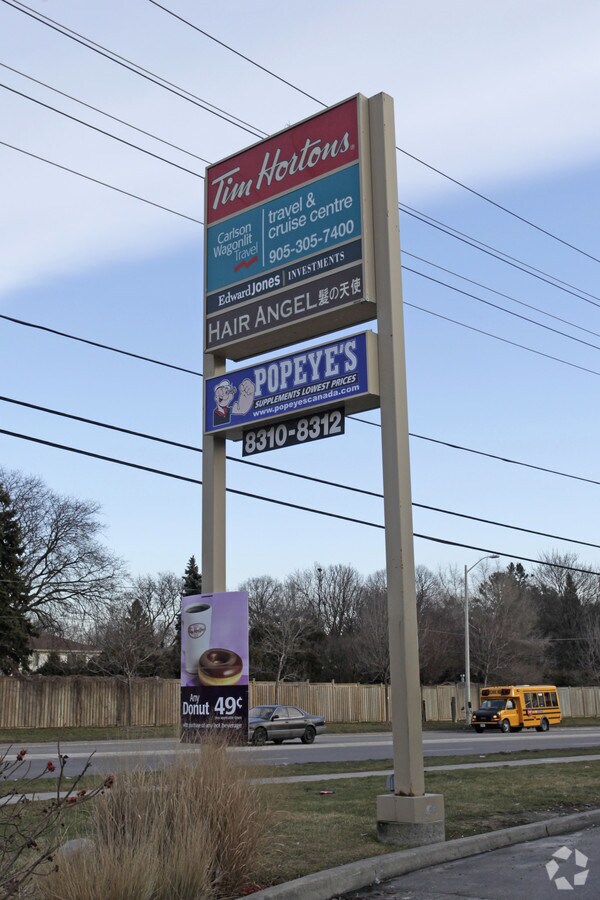 Tim Hortons®
Carlson
Wagonlit
Travel
travel &
cruise centre
905-305-7400
Edward Jones | INVESTMENTS
HAIR ANGEL 髪の天使
POPEYE'S
SUPPLEMENTS LOWEST PRICES
www.popeyescanada.com
8310-8312
Any
Donut 49¢